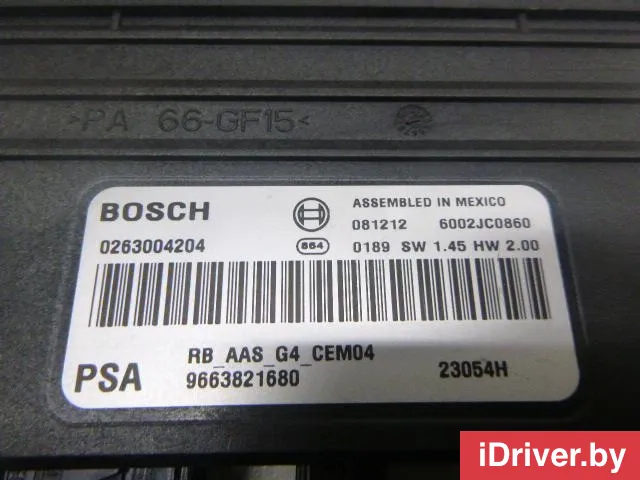 >PA 66-GF15<
BOSCH
ASSEMBLED IN MEXICO
081212 6002JC0860
0263004204
864
0189 SW 1.45 HW 2.00
RB_AAS_G4_CEM04
PSA
9663821680
23054H
iDriver.by